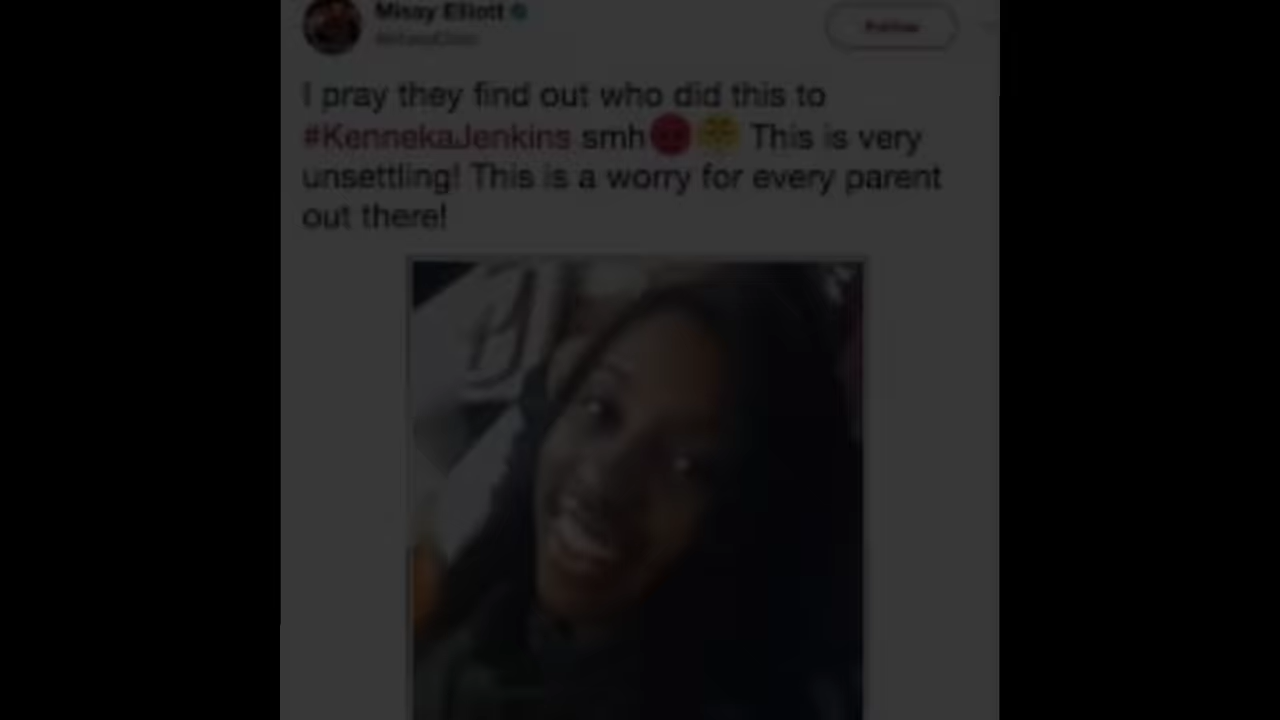 Missy Elliott
I pray they find out who did this to
#KennekaJenkins smh😡😢 This is very
unsettling! This is a worry for every parent
out there!